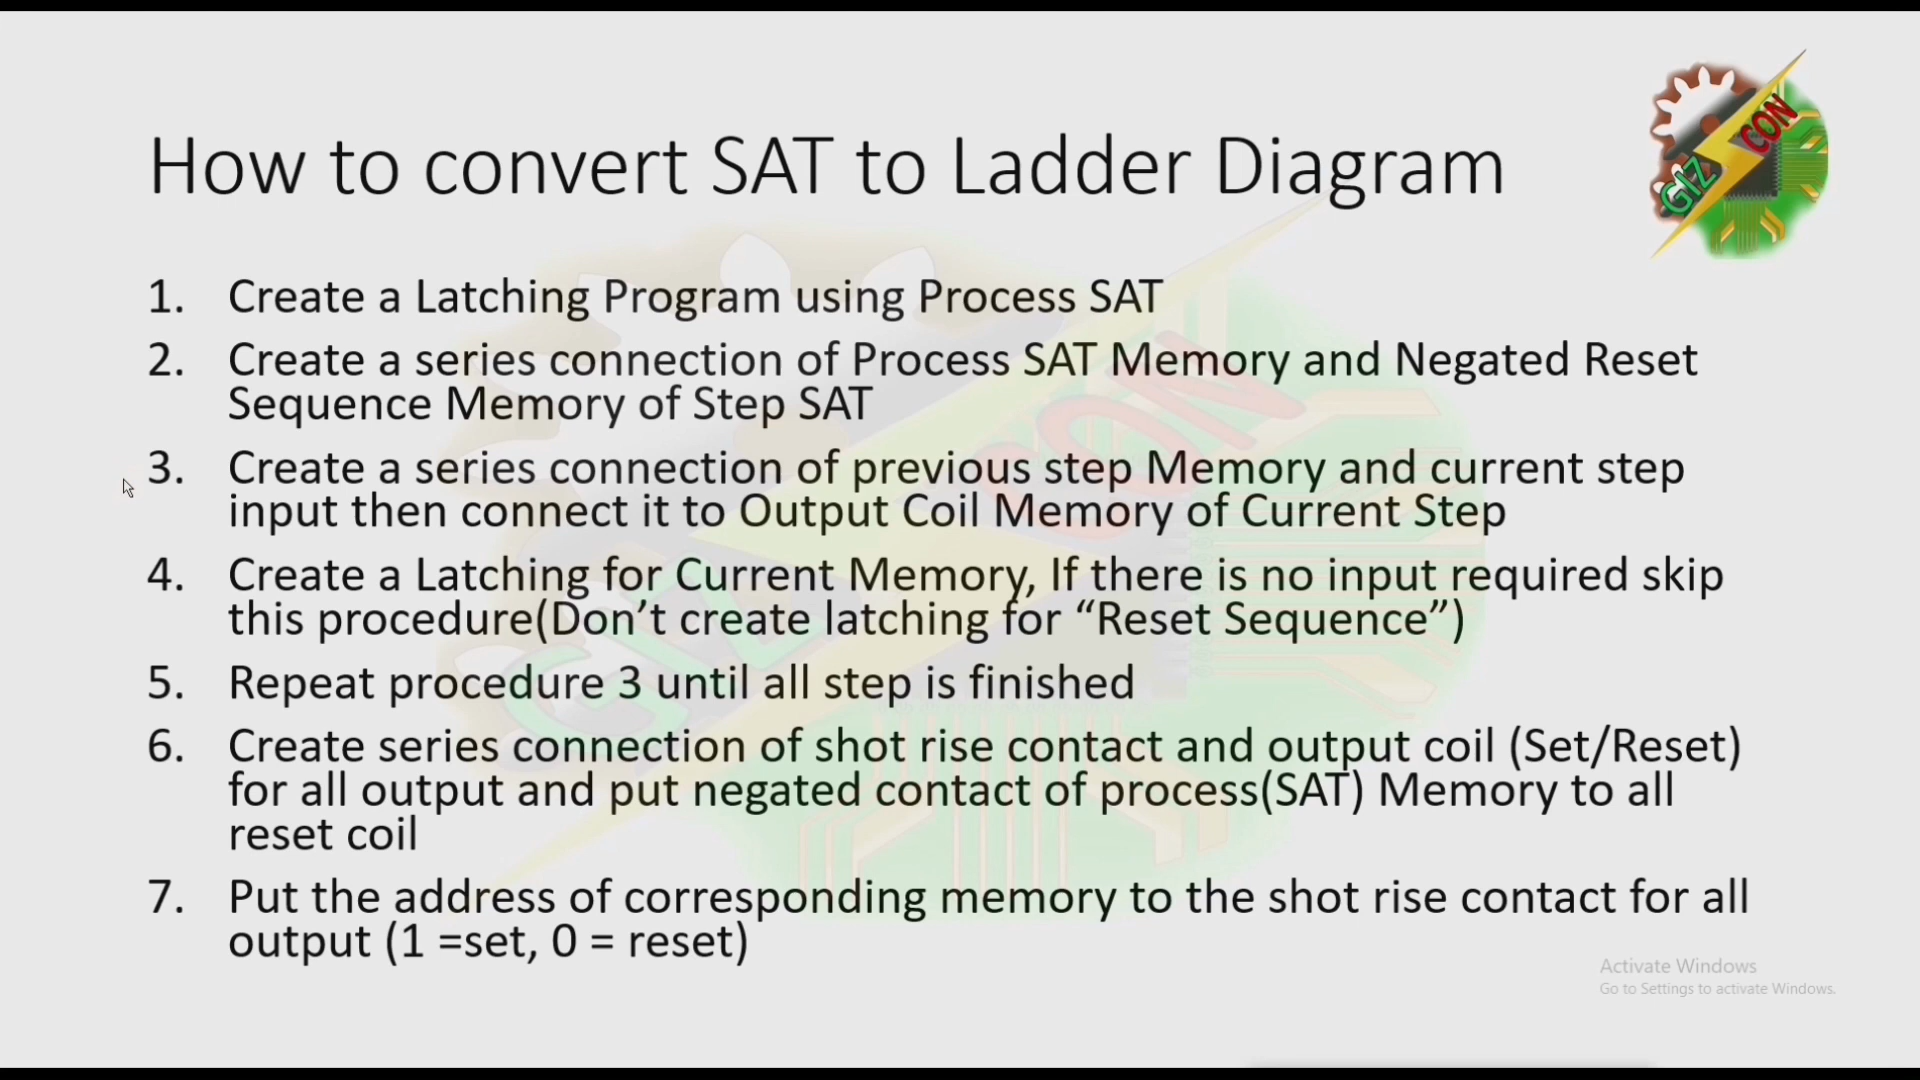 How to convert SAT to Ladder Diagram
GIZ
CON
1. Create a Latching Program using Process SAT
2. Create a series connection of Process SAT Memory and Negated Reset
Sequence Memory of Step SAT
3. Create a series connection of previous step Memory and current step
input then connect it to Output Coil Memory of Current Step
4. Create a Latching for Current Memory, If there is no input required skip
this procedure(Don’t create latching for “Reset Sequence”)
5. Repeat procedure 3 until all step is finished
6. Create series connection of shot rise contact and output coil (Set/Reset)
for all output and put negated contact of process(SAT) Memory to all
reset coil
7. Put the address of corresponding memory to the shot rise contact for all
output (1 =set, 0 = reset)
GIZ
CON
Activate Windows
Go to Settings to activate Windows.